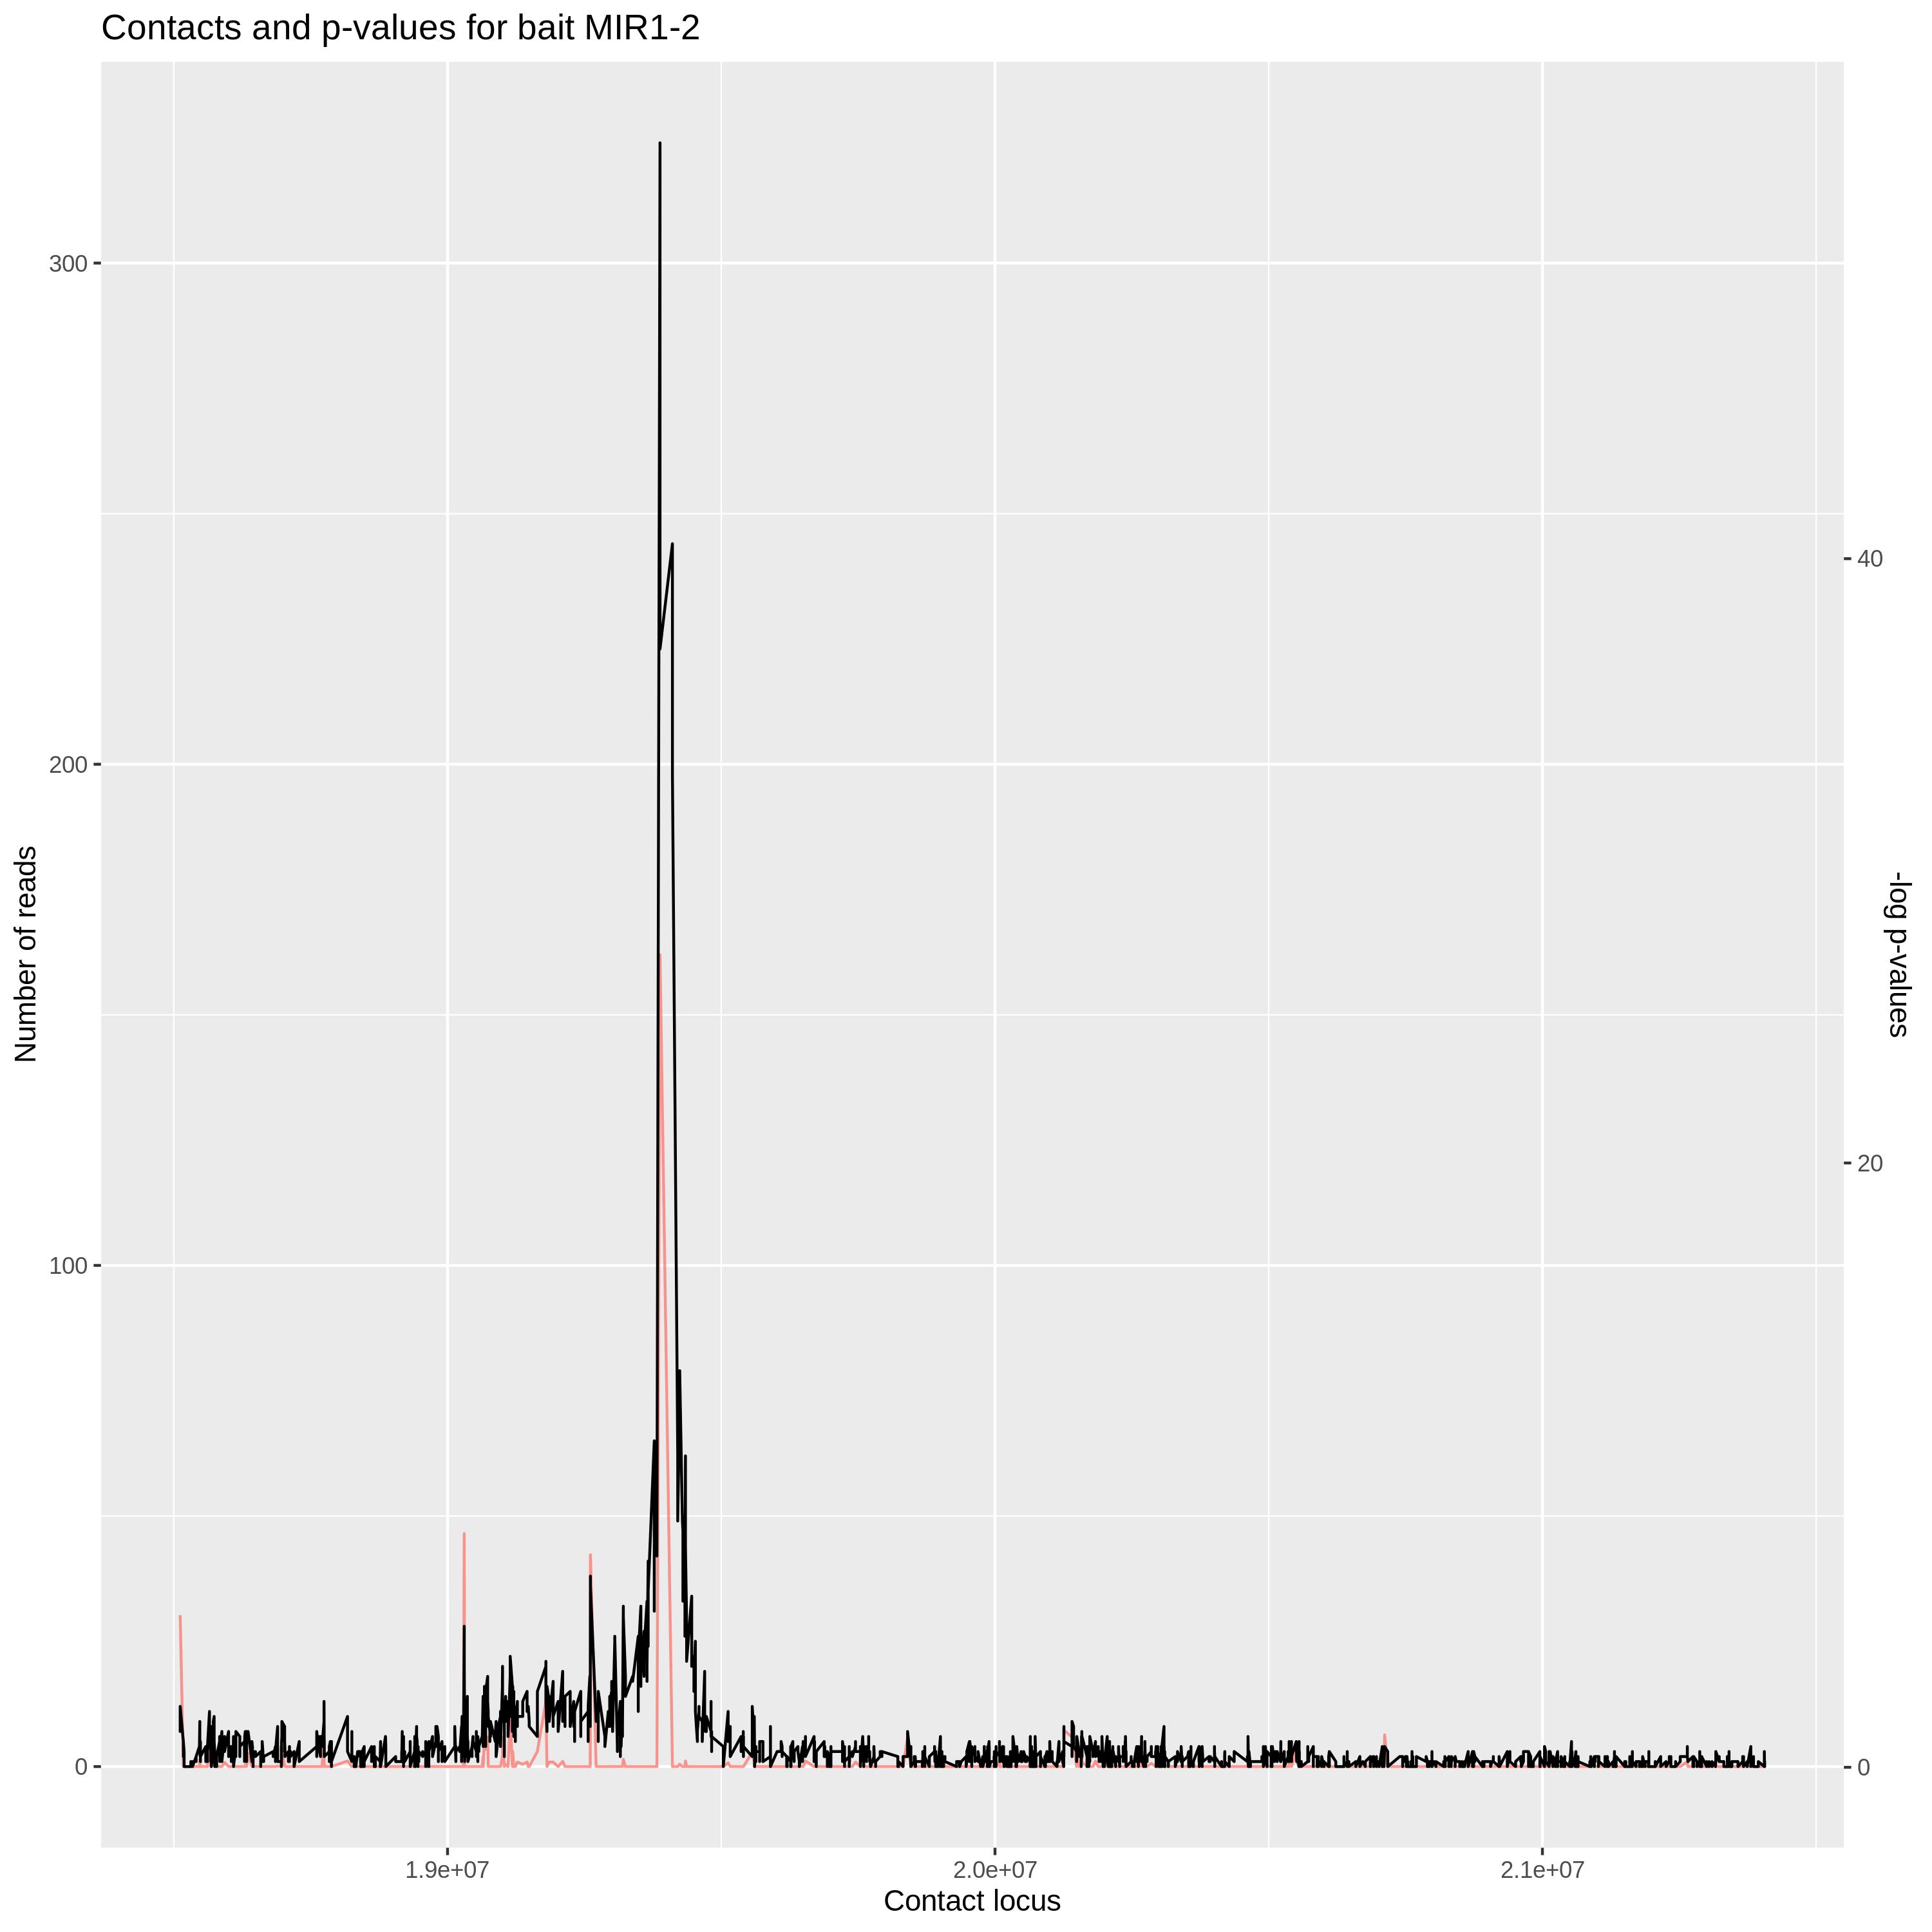 Contacts and p-values for bait MIR1-2
300
200
100
0
Number of reads
40
20
0
-log p-values
1.9e+07
2.0e+07
2.1e+07
Contact locus